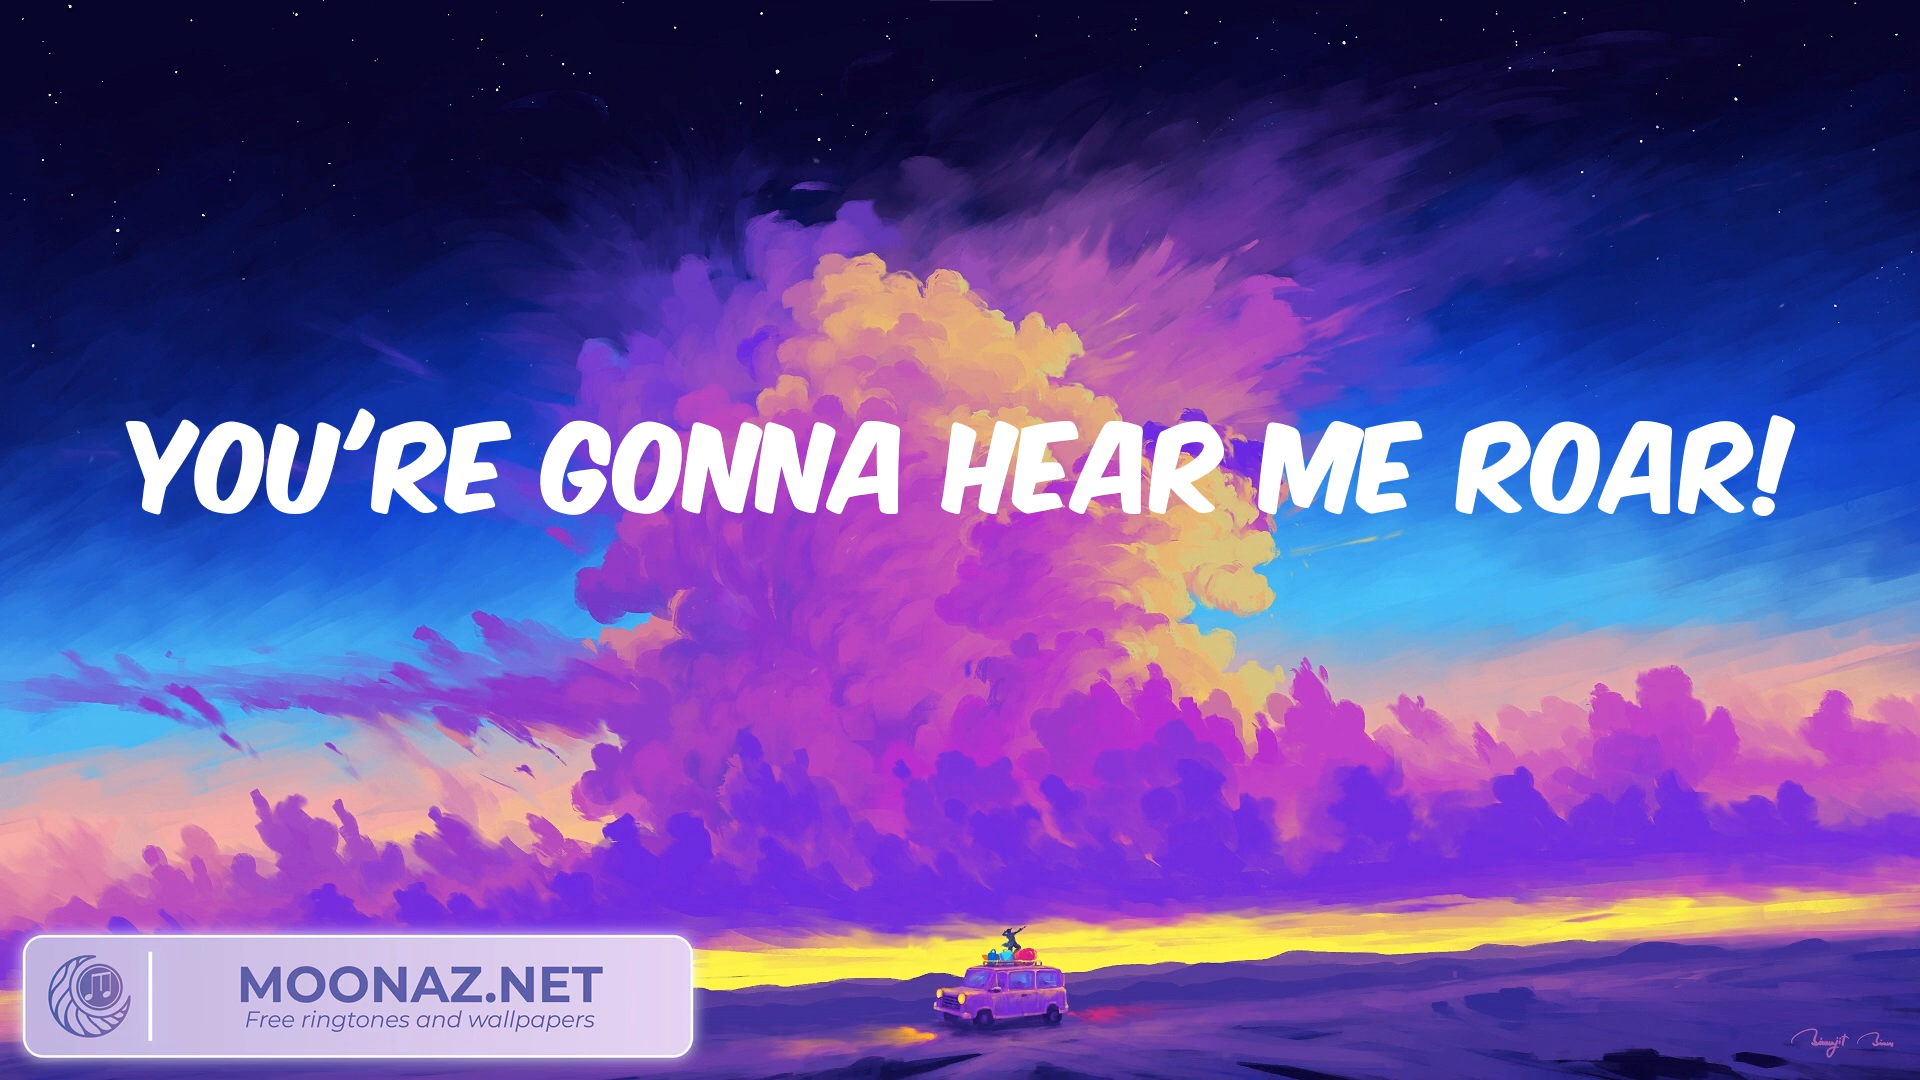 YOU'RE GONNA HEAR ME ROAR!
MOONAZ.NET
Free ringtones and wallpapers